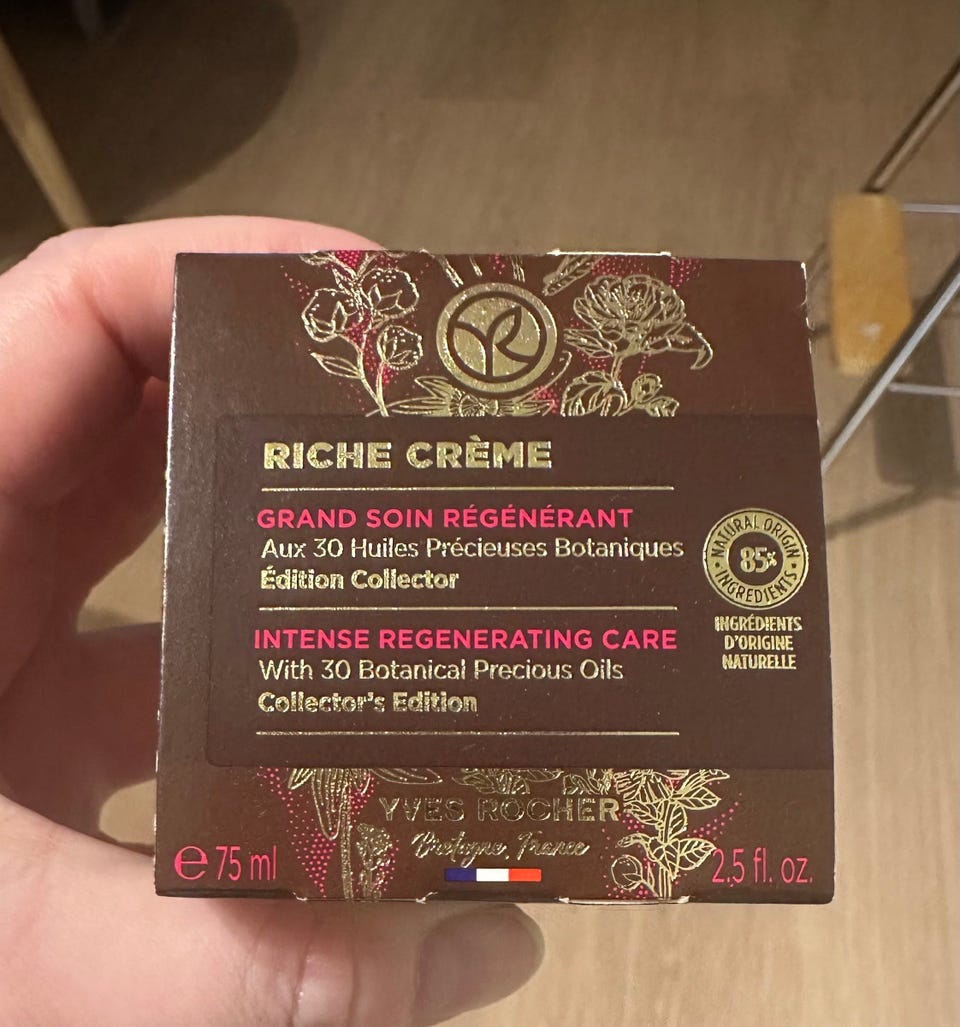 RICHE CRÈME
GRAND SOIN RÉGÉNÉRANT
Aux 30 Huiles Précieuses Botaniques
Édition Collector
INTENSE REGENERATING CARE
With 30 Botanical Precious Oils
Collector's Edition
NATURAL ORIGIN
85%
INGREDIENTS
INGRÉDIENTS
D'ORIGINE
NATURELLE
YVES ROCHER
Bretagne, France
℮ 75 ml
2,5 fl. oz.